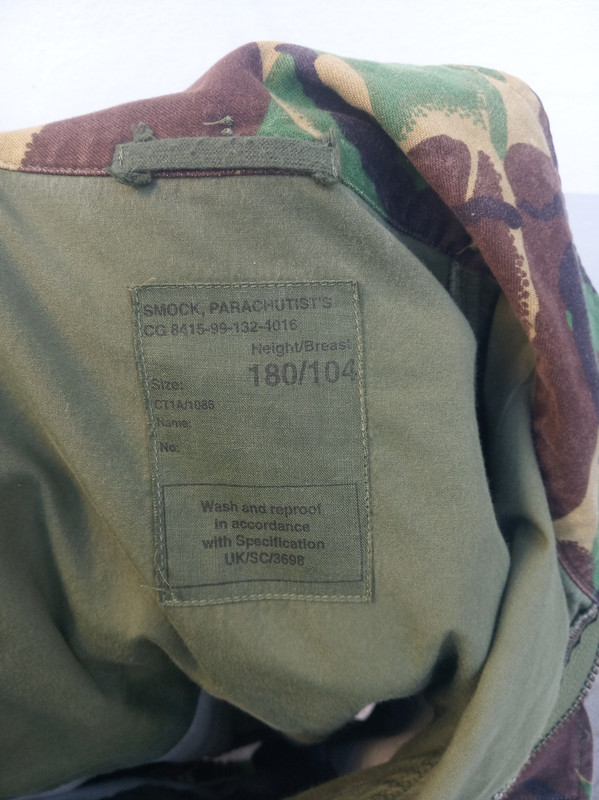 SMOCK, PARACHUTIST'S
CG 8415-99-132-4016
Height/Breast
Size: 180/104
CT1A/1086
Name:
No:
Wash and reproof
in accordance
with Specification
UK/SC/3698